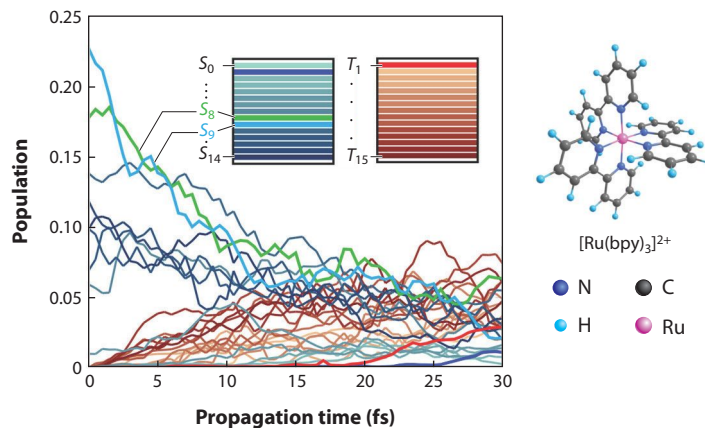 0.25
0.20
0.15
0.10
0.05
0
Population
0
5
10
15
20
25
30
Propagation time (fs)
S0
S8
S9
S14
T1
T15
[Ru(bpy)3]2+
N
C
H
Ru